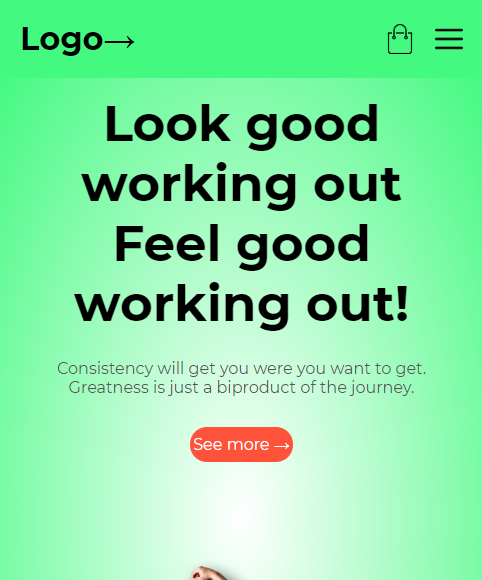 Logo→
Look good
working out
Feel good
working out!
Consistency will get you were you want to get.
Greatness is just a biproduct of the journey.
See more →